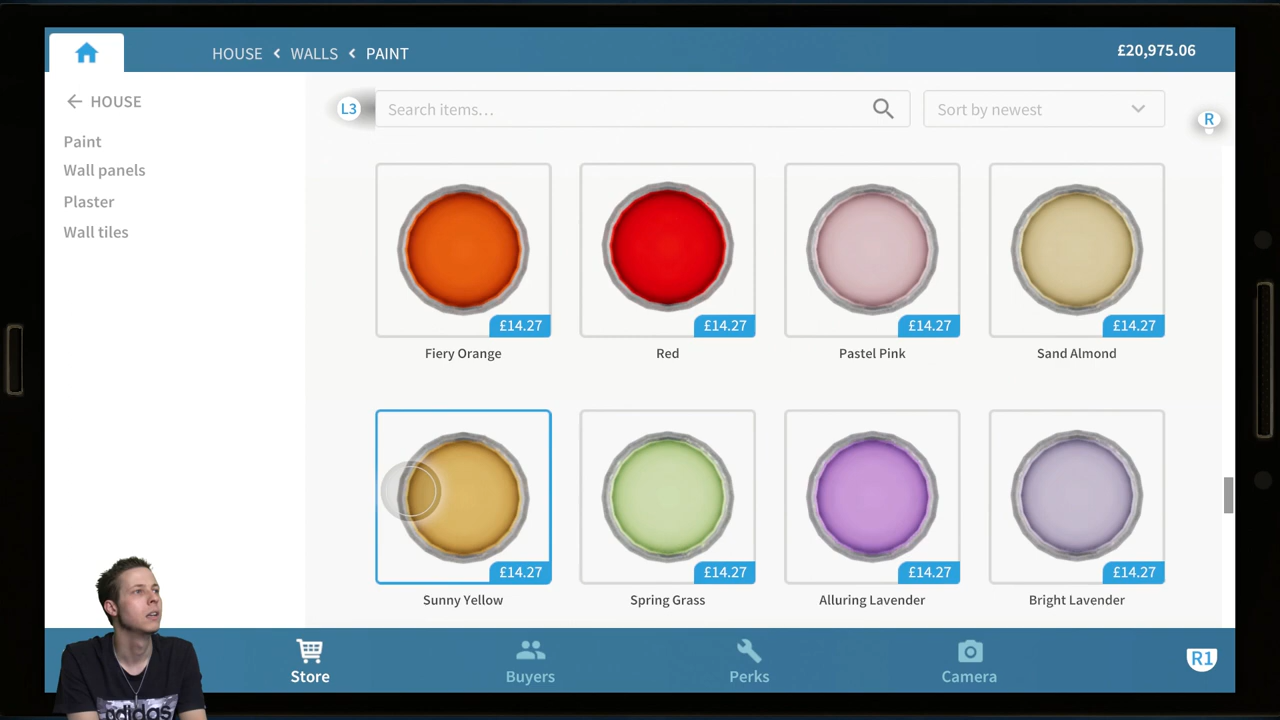 HOUSE < WALLS < PAINT
£20,975.06
← HOUSE
Paint
Wall panels
Plaster
Wall tiles
L3
Search items...
Sort by newest
R
£14.27 £14.27 £14.27 £14.27
Fiery Orange Red Pastel Pink Sand Almond
£14.27 £14.27 £14.27 £14.27
Sunny Yellow Spring Grass Alluring Lavender Bright Lavender
Store Buyers Perks Camera
R1
adidas